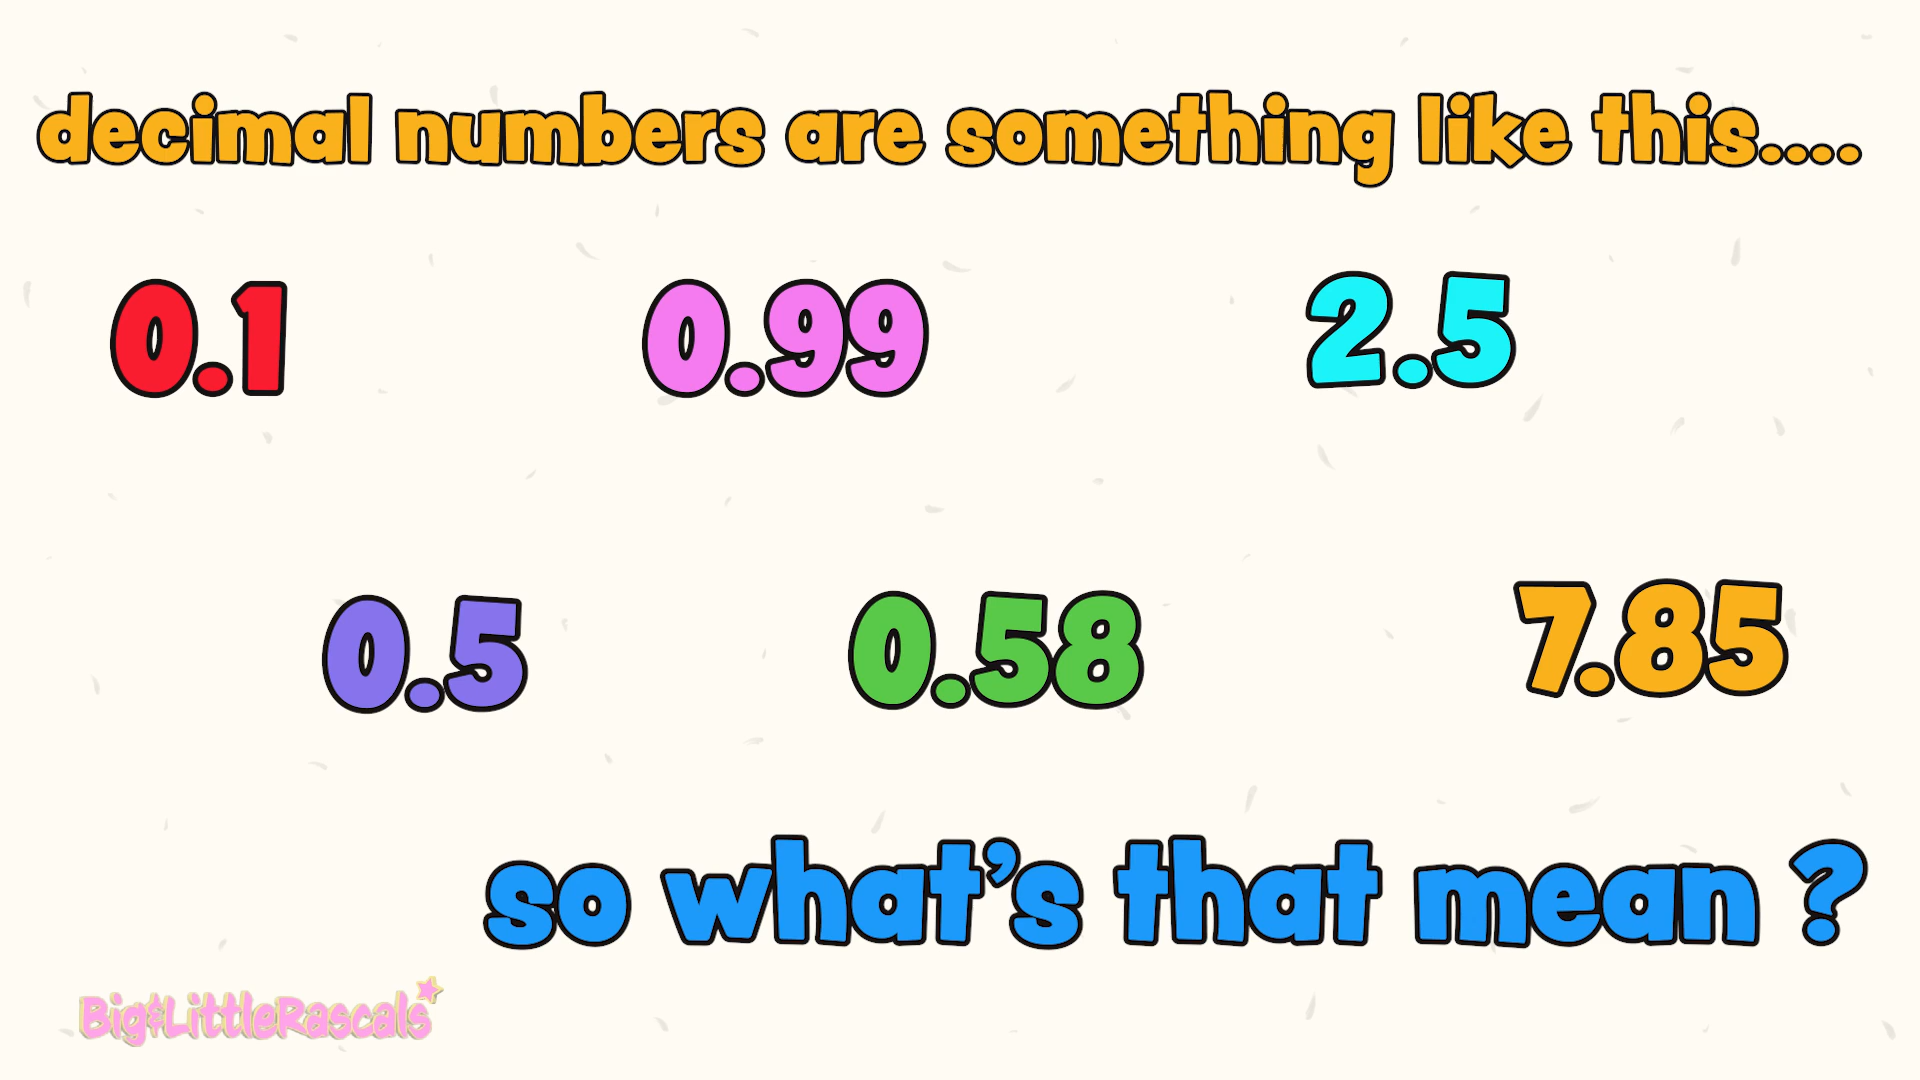 decimal numbers are something like this....
0.1 0.99 2.5
0.5 0.58 7.85
so what's that mean ?
Big&LittleRascals